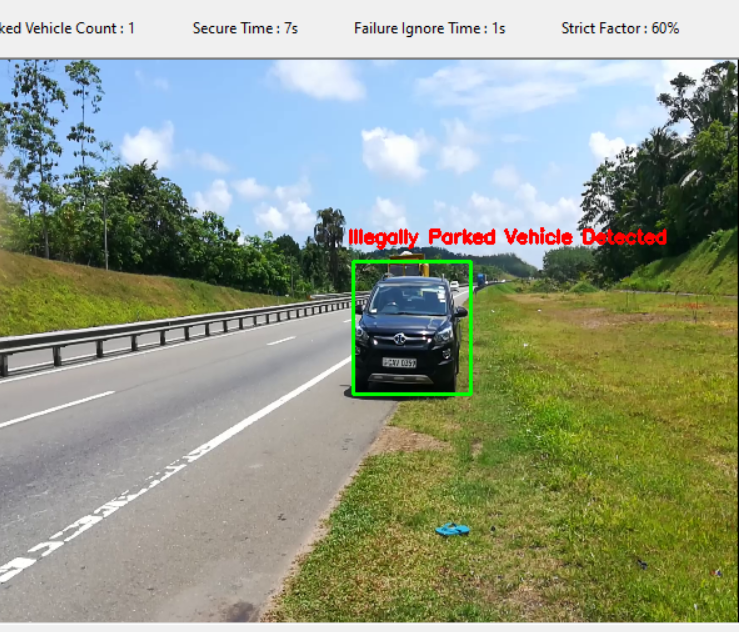 ked Vehicle Count : 1 Secure Time : 7s Failure Ignore Time : 1s Strict Factor : 60%
Illegally Parked Vehicle Detected